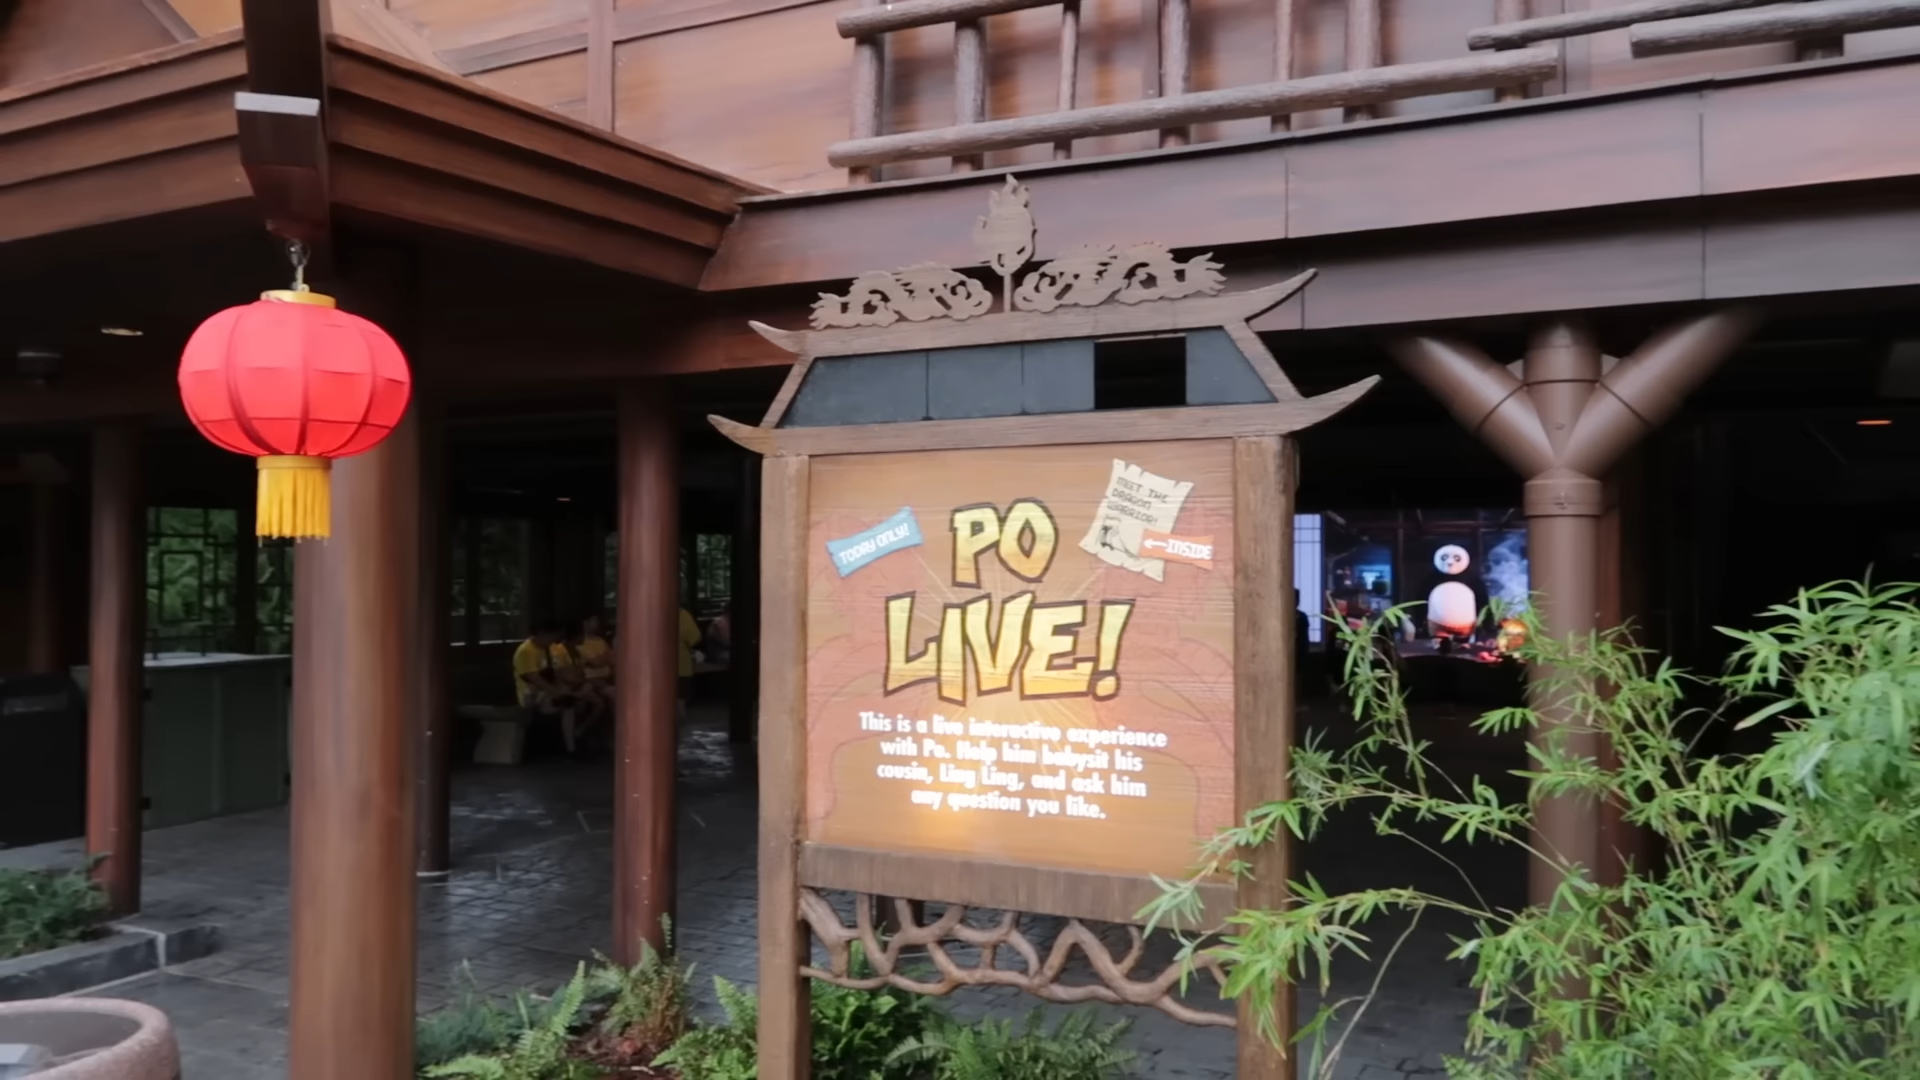 TODAY ONLY!
MEET THE
DRAGON
WARRIOR!
←INSIDE
PO
LIVE!
This is a live interactive experience
with Po. Help him babysit his
cousin, Ling Ling, and ask him
any question you like.